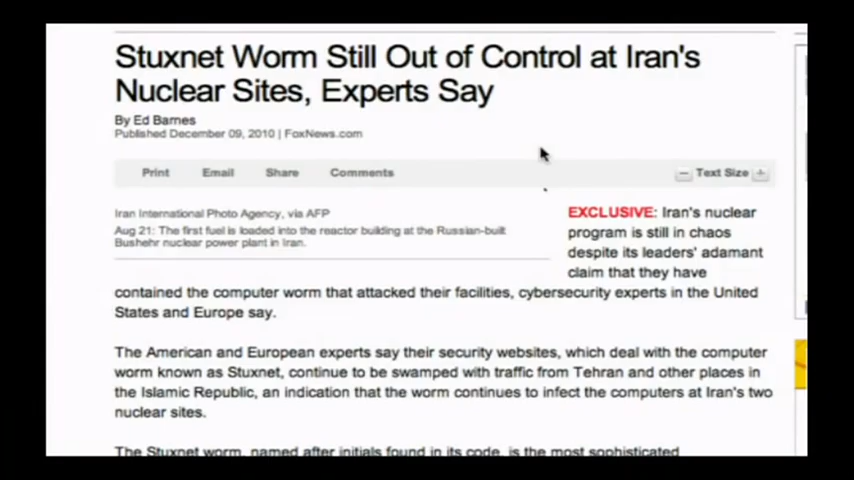 Stuxnet Worm Still Out of Control at Iran's
Nuclear Sites, Experts Say
By Ed Barnes
Published December 09, 2010 | FoxNews.com
Print Email Share Comments Text Size
Iran International Photo Agency, via AFP
Aug 21: The first fuel is loaded into the reactor building at the Russian-built
Bushehr nuclear power plant in Iran.
EXCLUSIVE: Iran's nuclear
program is still in chaos
despite its leaders' adamant
claim that they have
contained the computer worm that attacked their facilities, cybersecurity experts in the United
States and Europe say.
The American and European experts say their security websites, which deal with the computer
worm known as Stuxnet, continue to be swamped with traffic from Tehran and other places in
the Islamic Republic, an indication that the worm continues to infect the computers at Iran's two
nuclear sites.
The Stuxnet worm, named after initials found in its code, is the most sophisticated